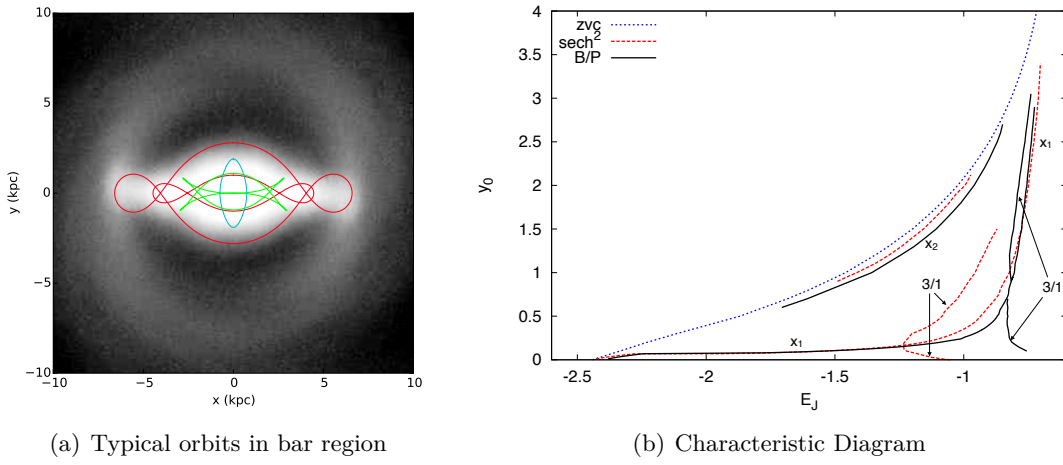 10
5
0
−5
−10
y (kpc)
−10 −5 0 5 10
x (kpc)
(a) Typical orbits in bar region
zvc
sech²
B/P
4
3.5
3
2.5
2
1.5
1
0.5
0
y₀
x₁
x₂
3/1
3/1
x₁
-2.5 -2 -1.5 -1
E_J
(b) Characteristic Diagram